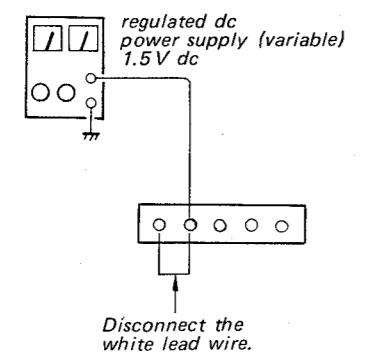 regulated dc
power supply (variable)
1.5 V dc
Disconnect the
white lead wire.